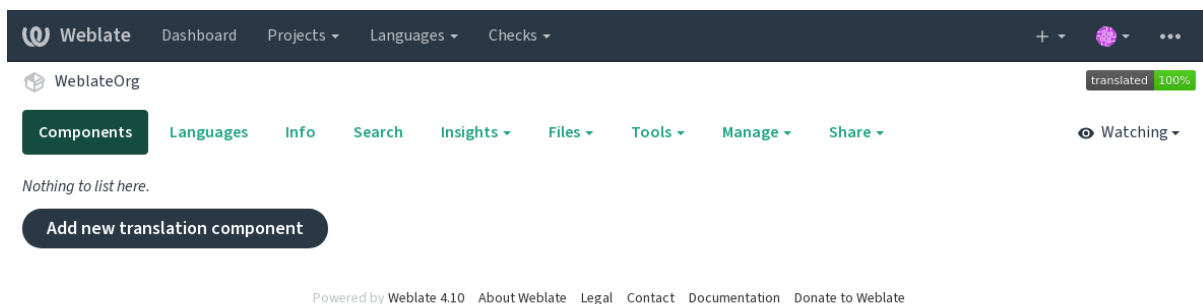 Weblate Dashboard Projects Languages Checks
WeblateOrg translated 100%
Components Languages Info Search Insights Files Tools Manage Share Watching
Nothing to list here.
Add new translation component
Powered by Weblate 4.10 About Weblate Legal Contact Documentation Donate to Weblate